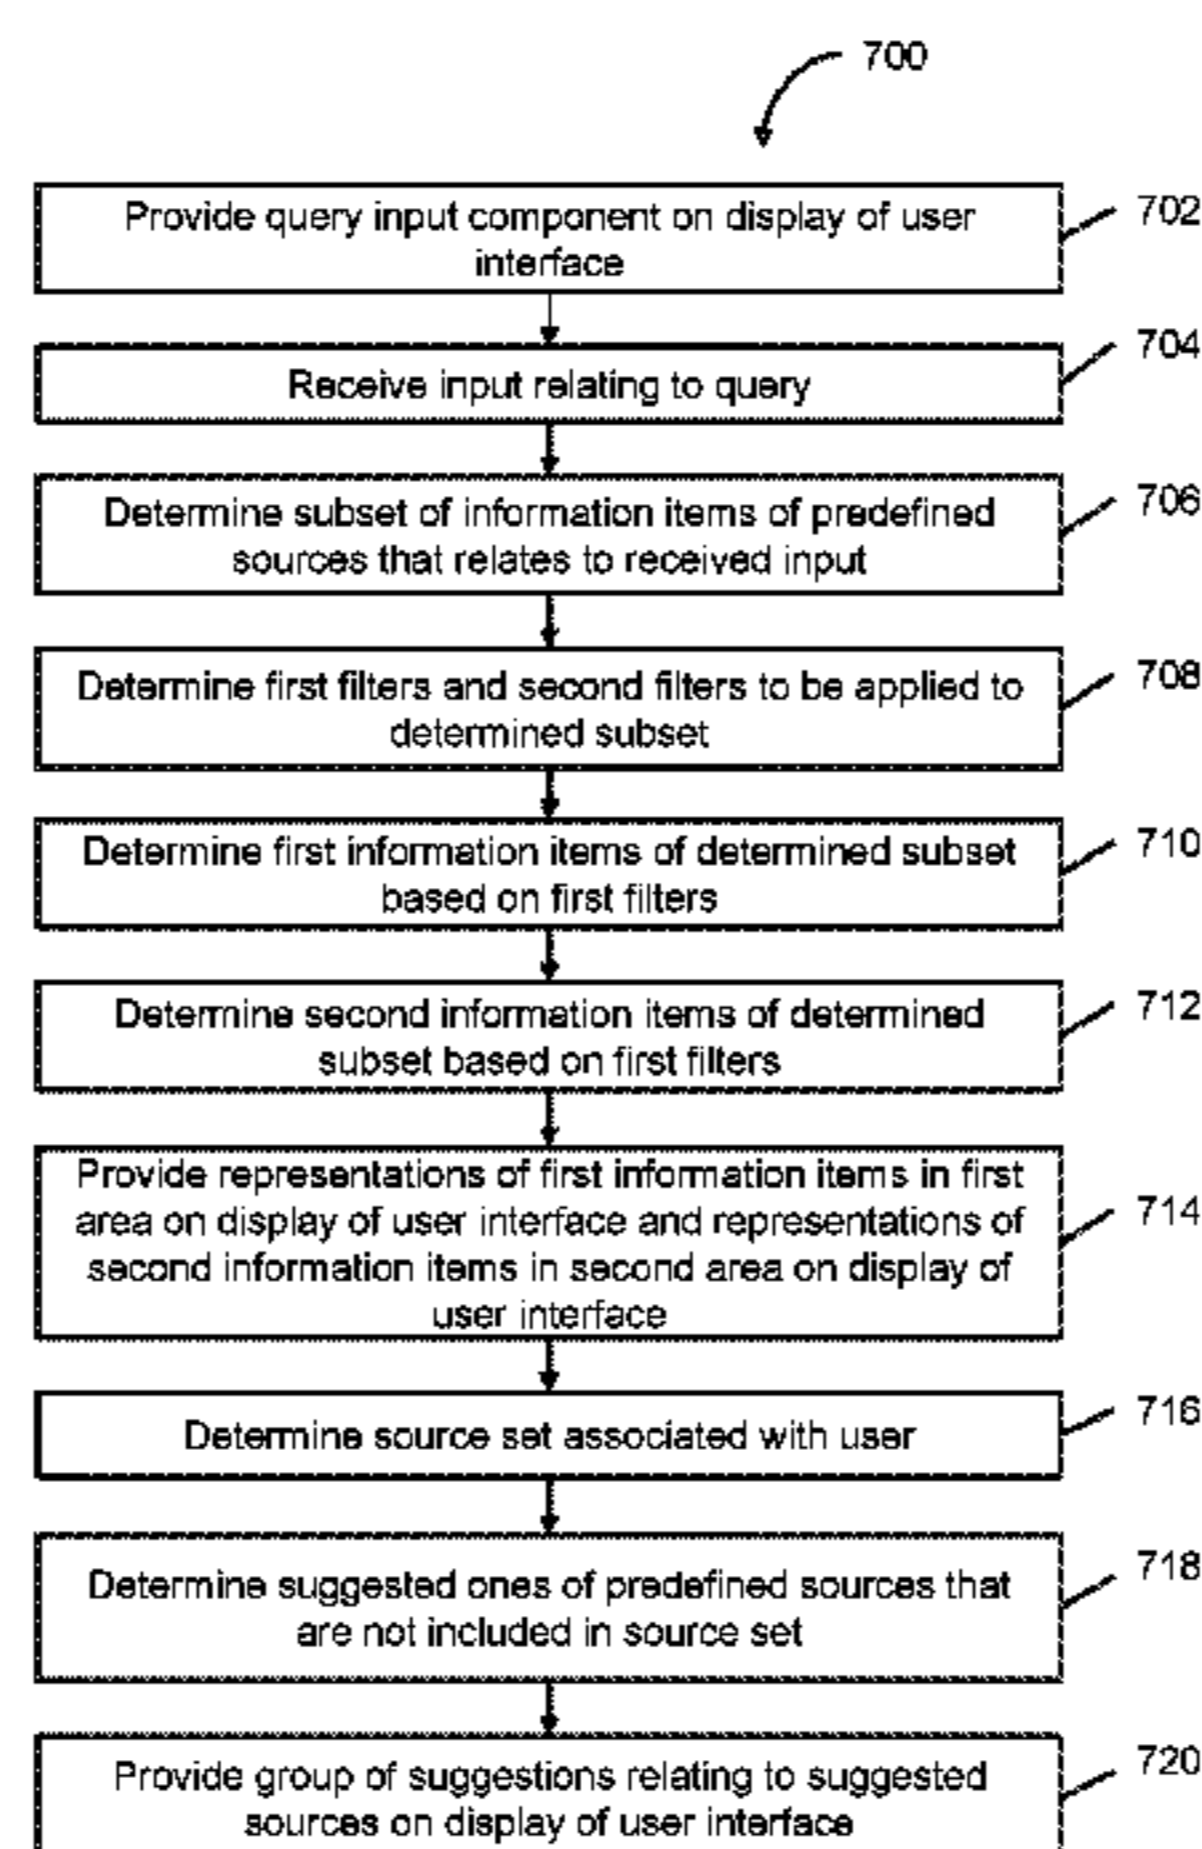 700
Provide query input component on display of user
interface
702
Receive input relating to query
704
Determine subset of information items of predefined
sources that relates to received input
706
Determine first filters and second filters to be applied to
determined subset
708
Determine first information items of determined subset
based on first filters
710
Determine second information items of determined
subset based on first filters
712
Provide representations of first information items in first
area on display of user interface and representations of
second information items in second area on display of
user interface
714
Determine source set associated with user
716
Determine suggested ones of predefined sources that
are not included in source set
718
Provide group of suggestions relating to suggested
sources on display of user interface
720